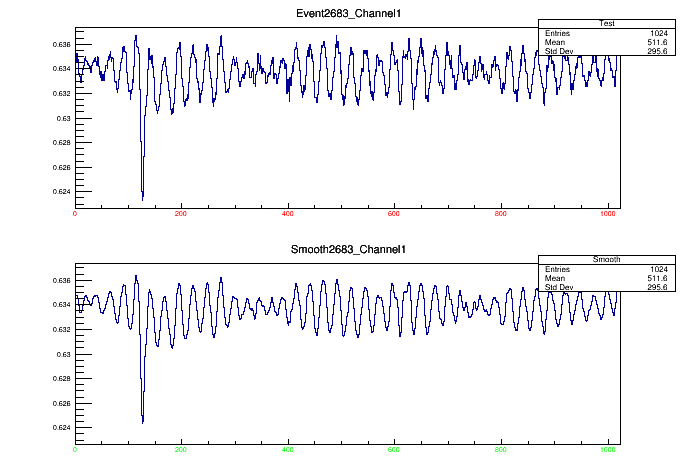 Event2683_Channel1
Test
Entries 1024
Mean 511.6
Std Dev 295.6
0.636
0.634
0.632
0.63
0.628
0.626
0.624
0 200 400 600 800 1000
Smooth2683_Channel1
Smooth
Entries 1024
Mean 511.6
Std Dev 295.6
0.636
0.634
0.632
0.63
0.628
0.626
0.624
0 200 400 600 800 1000